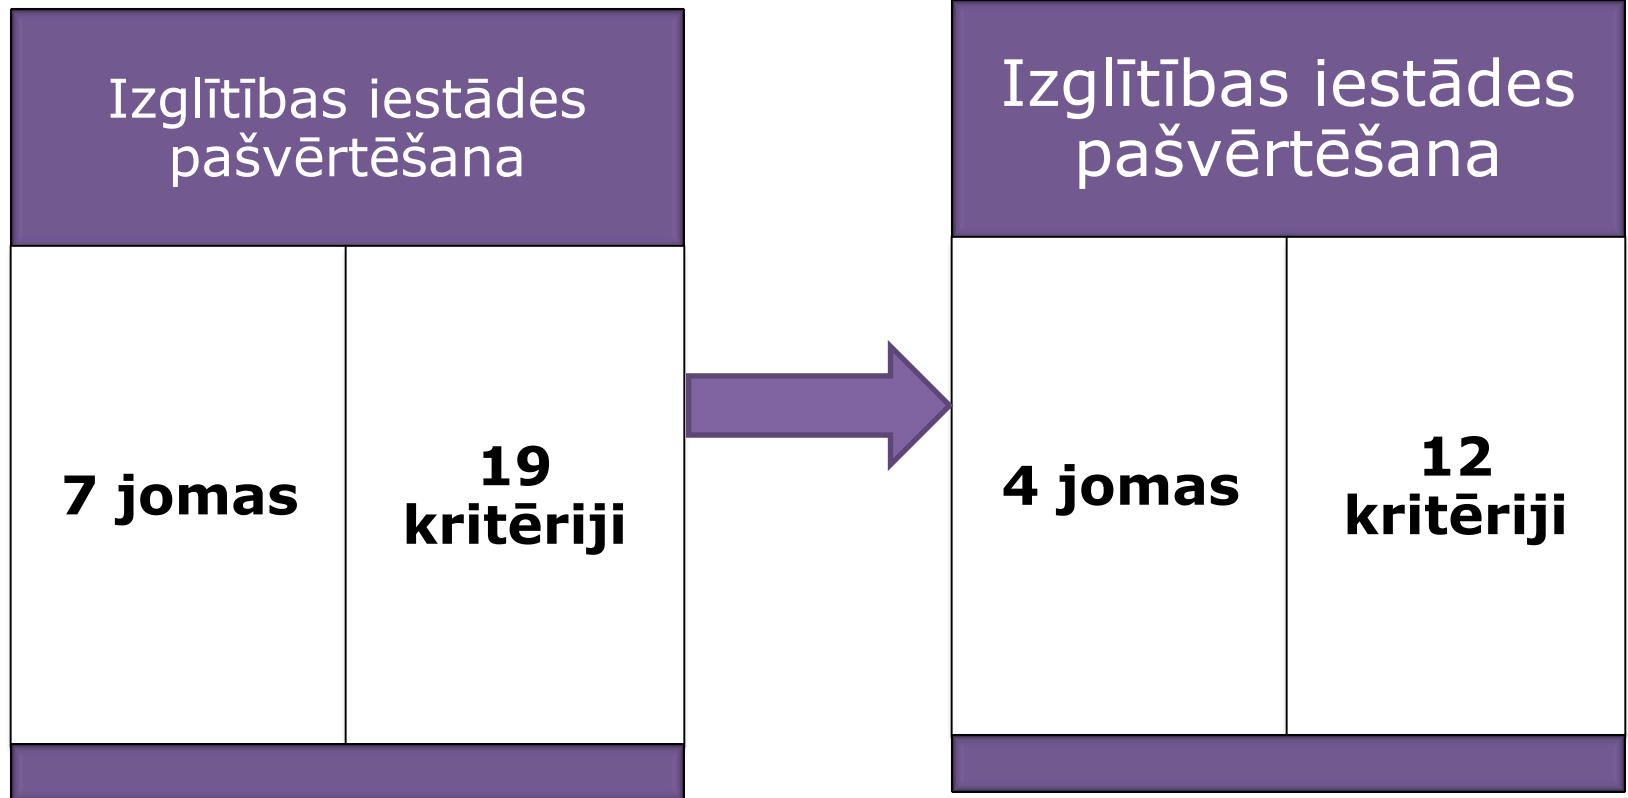 Izglītības iestādes
pašvērtēšana
7 jomas
19
kritēriji
Izglītības iestādes
pašvērtēšana
4 jomas
12
kritēriji